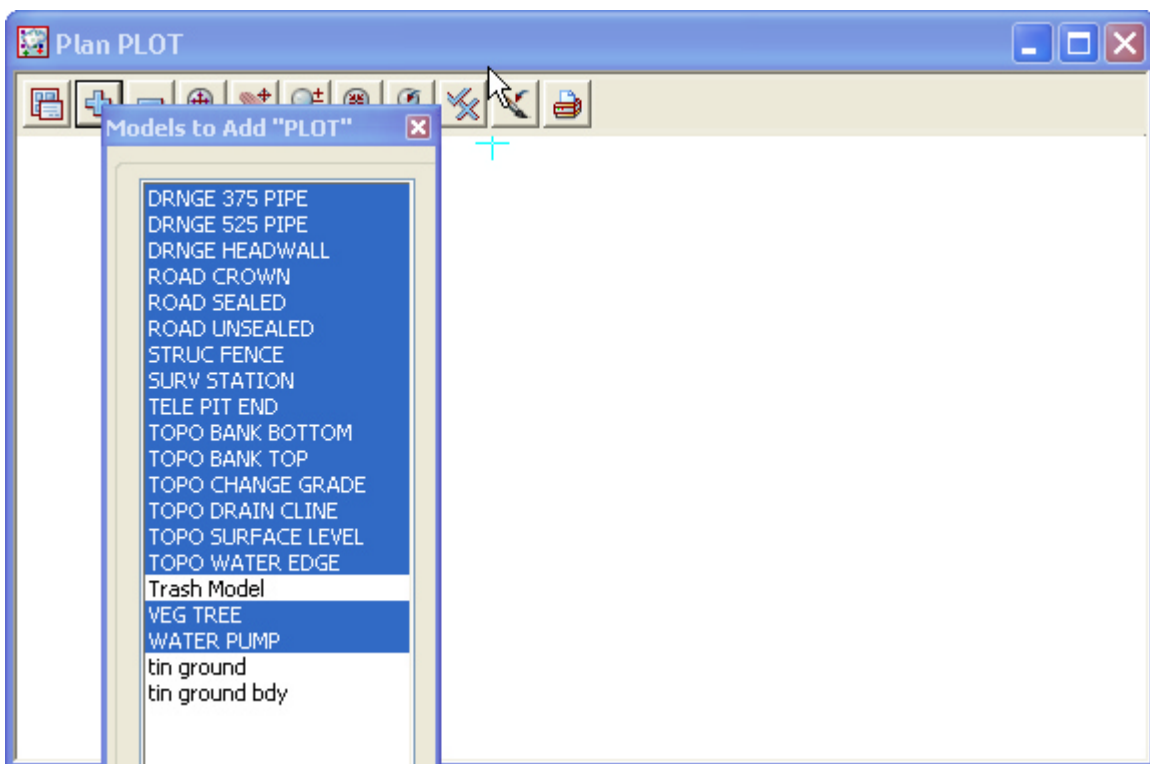 Plan PLOT
Models to Add "PLOT"
DRNGE 375 PIPE
DRNGE 525 PIPE
DRNGE HEADWALL
ROAD CROWN
ROAD SEALED
ROAD UNSEALED
STRUC FENCE
SURV STATION
TELE PIT END
TOPO BANK BOTTOM
TOPO BANK TOP
TOPO CHANGE GRADE
TOPO DRAIN CLINE
TOPO SURFACE LEVEL
TOPO WATER EDGE
Trash Model
VEG TREE
WATER PUMP
tin ground
tin ground bdy